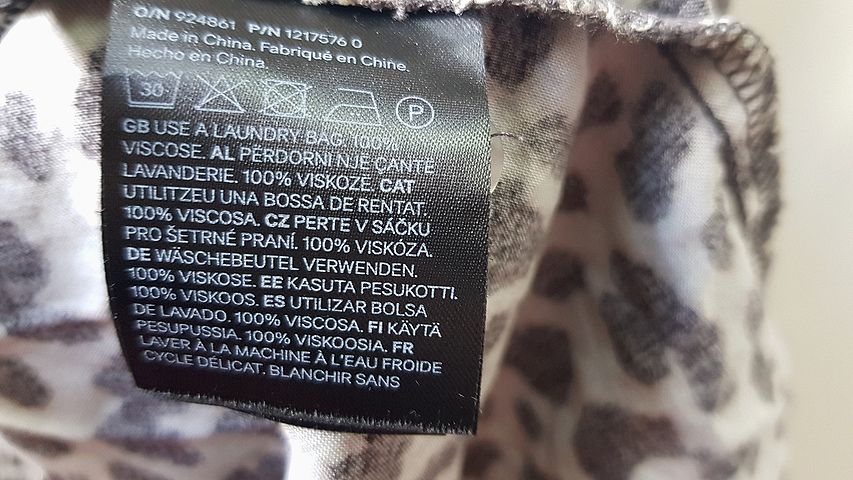 O/N 924861 P/N 1217576 0
Made in China. Fabriqué en Chine.
Hecho en China.
30 P
GB USE A LAUNDRY BAG. 100%
VISCOSE. AL PERDORNI NJE ÇANTE
LAVANDERIE. 100% VISKOZE. CAT
UTILITZEU UNA BOSSA DE RENTAT.
100% VISCOSA. CZ PERTE V SÁČKU
PRO ŠETRNÉ PRANÍ. 100% VISKÓZA.
DE WÄSCHEBEUTEL VERWENDEN.
100% VISKOSE. EE KASUTA PESUKOTTI.
100% VISKOOS. ES UTILIZAR BOLSA
DE LAVADO. 100% VISCOSA. FI KÄYTÄ
PESUPUSSIA. 100% VISKOOSIA. FR
LAVER À LA MACHINE À L'EAU FROIDE
CYCLE DÉLICAT. BLANCHIR SANS